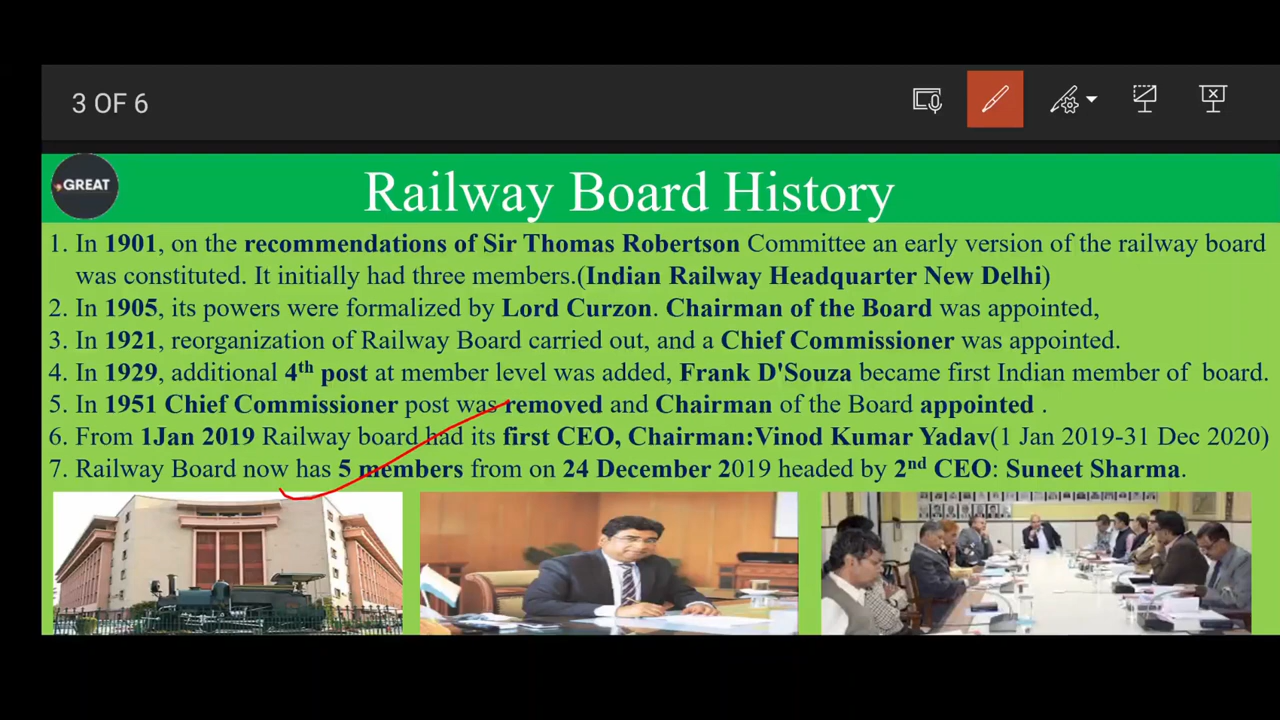 3 OF 6
GREAT
Railway Board History
1. In 1901, on the recommendations of Sir Thomas Robertson Committee an early version of the railway board
was constituted. It initially had three members.(Indian Railway Headquarter New Delhi)
2. In 1905, its powers were formalized by Lord Curzon. Chairman of the Board was appointed,
3. In 1921, reorganization of Railway Board carried out, and a Chief Commissioner was appointed.
4. In 1929, additional 4th post at member level was added, Frank D'Souza became first Indian member of board.
5. In 1951 Chief Commissioner post was removed and Chairman of the Board appointed .
6. From 1Jan 2019 Railway board had its first CEO, Chairman:Vinod Kumar Yadav(1 Jan 2019-31 Dec 2020)
7. Railway Board now has 5 members from on 24 December 2019 headed by 2nd CEO: Suneet Sharma.